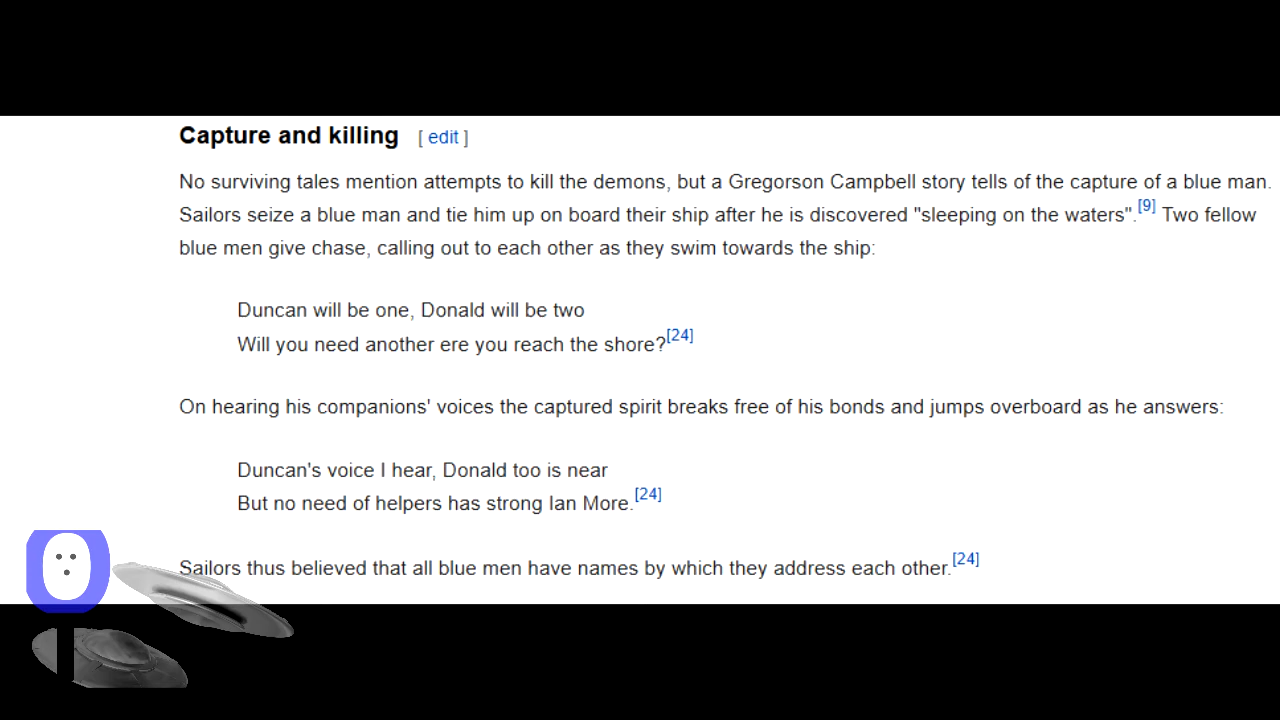 Capture and killing [ edit ]
No surviving tales mention attempts to kill the demons, but a Gregorson Campbell story tells of the capture of a blue man.
Sailors seize a blue man and tie him up on board their ship after he is discovered "sleeping on the waters".[9] Two fellow
blue men give chase, calling out to each other as they swim towards the ship:
Duncan will be one, Donald will be two
Will you need another ere you reach the shore?[24]
On hearing his companions' voices the captured spirit breaks free of his bonds and jumps overboard as he answers:
Duncan's voice I hear, Donald too is near
But no need of helpers has strong Ian More.[24]
Sailors thus believed that all blue men have names by which they address each other.[24]